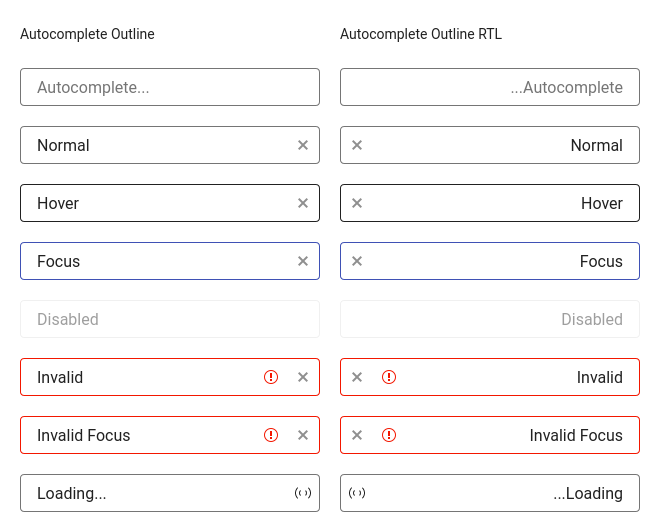 Autocomplete Outline
Autocomplete Outline RTL
Autocomplete...
...Autocomplete
Normal
Normal
Hover
Hover
Focus
Focus
Disabled
Disabled
Invalid
Invalid
Invalid Focus
Invalid Focus
Loading...
...Loading